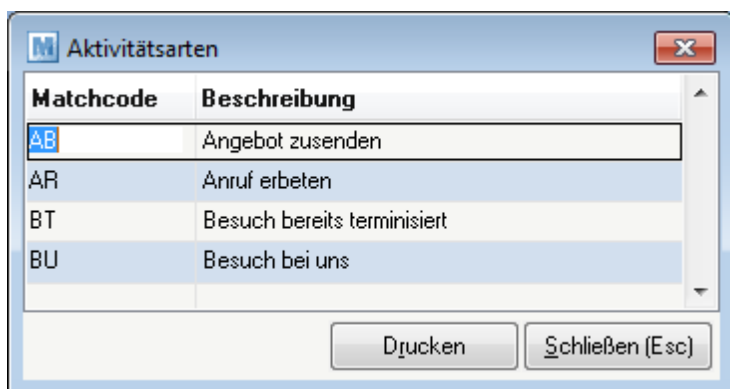 M Aktivitätsarten
Matchcode Beschreibung
AB Angebot zusenden
AR Anruf erbeten
BT Besuch bereits terminisiert
BU Besuch bei uns
Drucken Schließen (Esc)